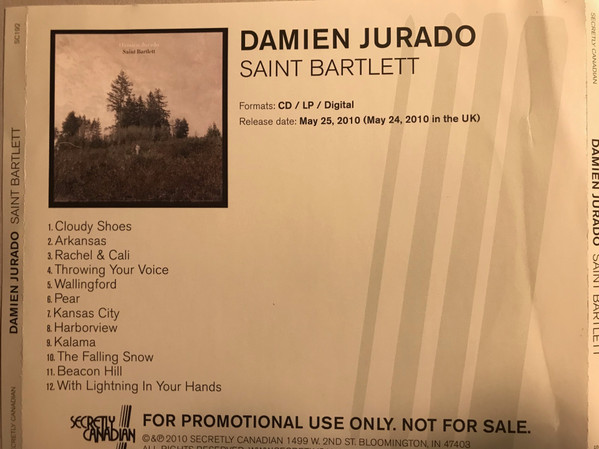 SC199
DAMIEN JURADO SAINT BARTLETT
SECRETLY CANADIAN
Saint Bartlett
DAMIEN JURADO
SAINT BARTLETT
Formats: CD / LP / Digital
Release date: May 25, 2010 (May 24, 2010 in the UK)
1. Cloudy Shoes
2. Arkansas
3. Rachel & Cali
4. Throwing Your Voice
5. Wallingford
6. Pear
7. Kansas City
8. Harborview
9. Kalama
10. The Falling Snow
11. Beacon Hill
12. With Lightning In Your Hands
SECRETLY
CANADIAN
FOR PROMOTIONAL USE ONLY. NOT FOR SALE.
©&℗ 2010 SECRETLY CANADIAN 1499 W. 2ND ST. BLOOMINGTON, IN 47403
ALL RIGHTS RESERVED.
DAMIEN JURADO SAINT BARTLETT